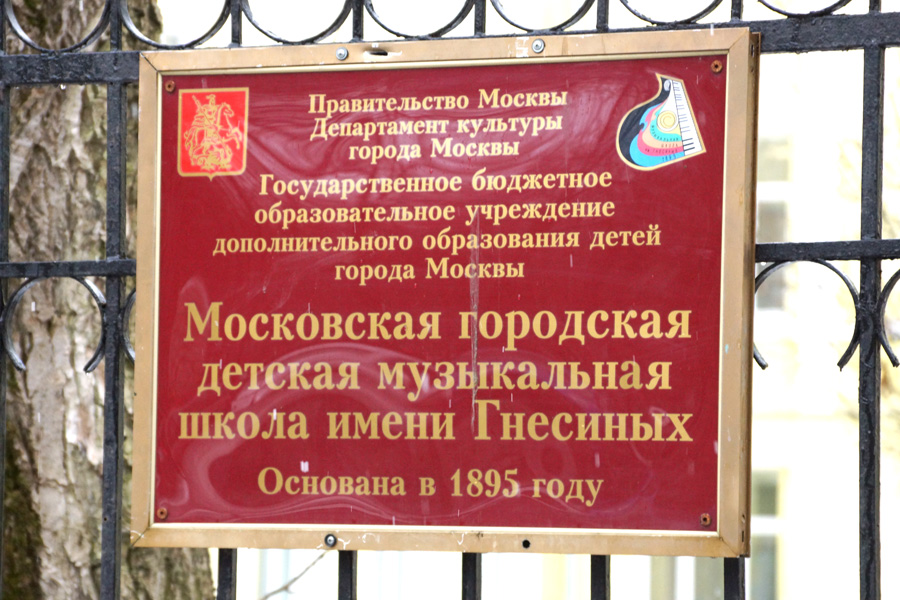 Правительство Москвы
Департамент культуры
города Москвы
Государственное бюджетное
образовательное учреждение
дополнительного образования детей
города Москвы
Московская городская
детская музыкальная
школа имени Гнесиных
Основана в 1895 году